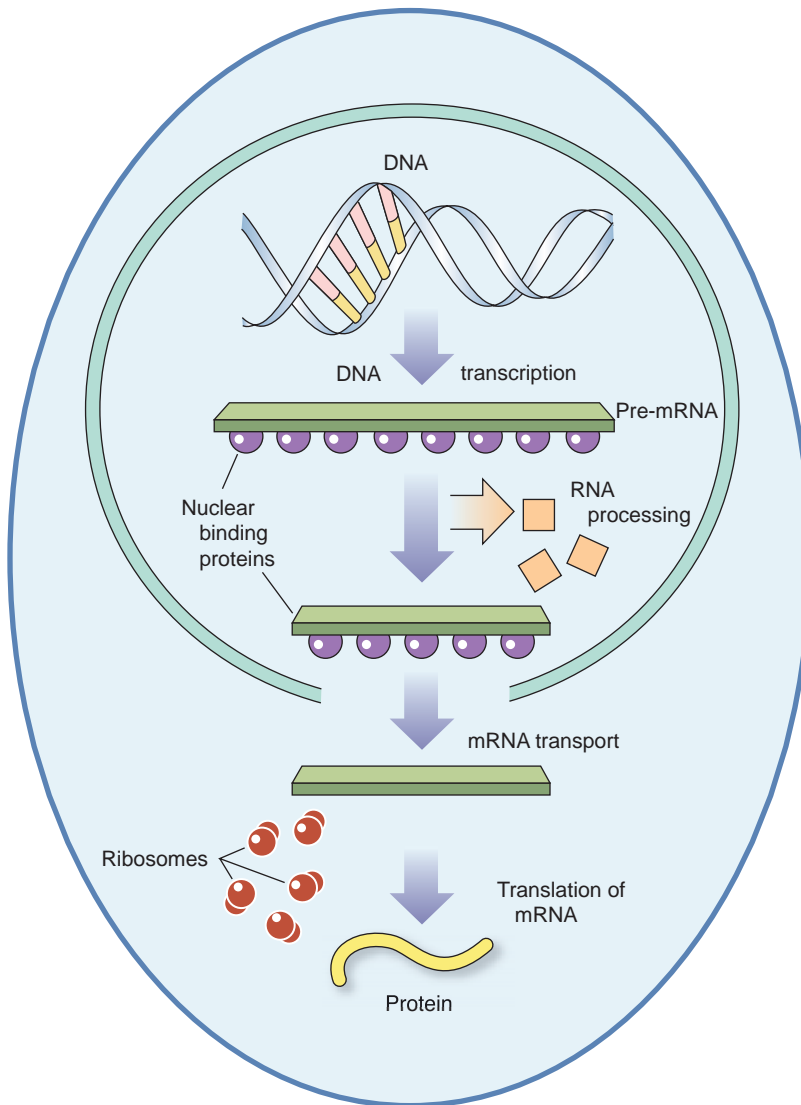 DNA
DNA transcription
Pre-mRNA
Nuclear
binding
proteins
RNA
processing
mRNA transport
Ribosomes
Translation of
mRNA
Protein